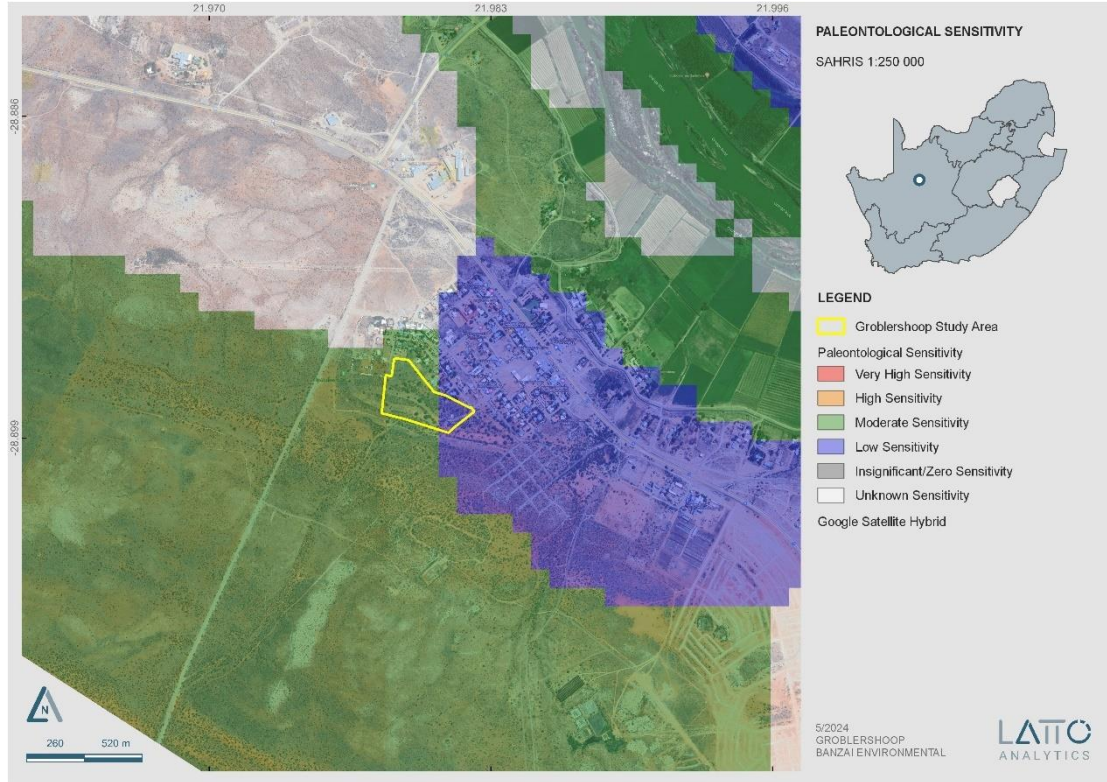 21.970
21.983
21.996
-28.886
-28.899
PALEONTOLOGICAL SENSITIVITY
SAHRIS 1:250 000
LEGEND
Groblershoop Study Area
Paleontological Sensitivity
Very High Sensitivity
High Sensitivity
Moderate Sensitivity
Low Sensitivity
Insignificant/Zero Sensitivity
Unknown Sensitivity
Google Satellite Hybrid
N
260 520 m
5/2024
GROBLERSHOOP
BANZAI ENVIRONMENTAL
LATTO
ANALYTICS